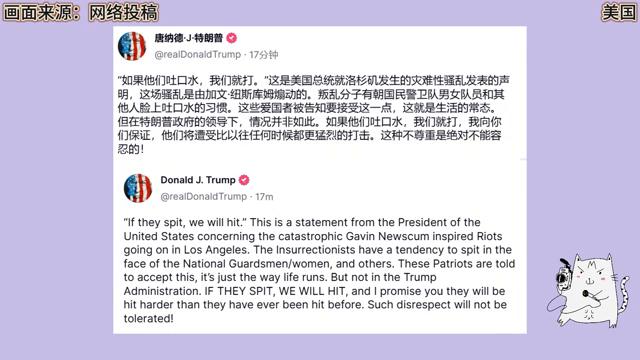 画面来源：网络投稿
美国
唐纳德·J·特朗普
@realDonaldTrump · 17分钟
“如果他们吐口水，我们就打。”这是美国总统就洛杉矶发生的灾难性骚乱发表的声
明，这场骚乱是由加文·纽斯库姆煽动的。叛乱分子有朝国民警卫队男女队员和其
他人脸上吐口水的习惯。这些爱国者被告知要接受这一点，这就是生活的常态。
但在特朗普政府的领导下，情况并非如此。如果他们吐口水，我们就打，我向你
们保证，他们将遭受比以往任何时候都更猛烈的打击。这种不尊重是绝对不能容
忍的！
Donald J. Trump
@realDonaldTrump · 17m
“If they spit, we will hit.” This is a statement from the President of the
United States concerning the catastrophic Gavin Newscum inspired Riots
going on in Los Angeles. The Insurrectionists have a tendency to spit in the
face of the National Guardsmen/women, and others. These Patriots are told
to accept this, it’s just the way life runs. But not in the Trump
Administration. IF THEY SPIT, WE WILL HIT, and I promise you they will be
hit harder than they have ever been hit before. Such disrespect will not be
tolerated!